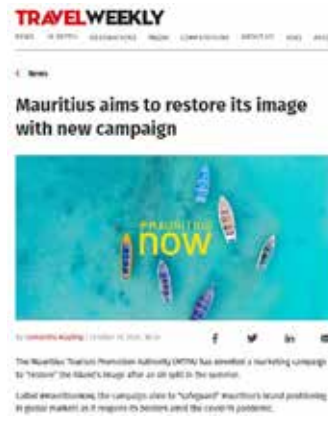 TRAVELWEEKLY
NEWS
< News
Mauritius aims to restore its image
with new campaign
#MAURITIUS
now
The Mauritius Tourism Promotion Authority (MTPA) has unveiled a marketing campaign
to "restore" the island's image after an oil spill in the summer.
Called #MauritiusNow, the campaign aims to "safeguard" Mauritius's brand positioning
in global markets as it reopens its borders amid the Covid-19 pandemic.